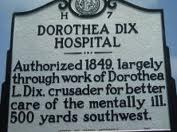 H
7
DOROTHEA DIX
HOSPITAL
Authorized 1849, largely
through work of Dorothea
L. Dix, crusader for better
care of the mentally ill.
500 yards southwest.